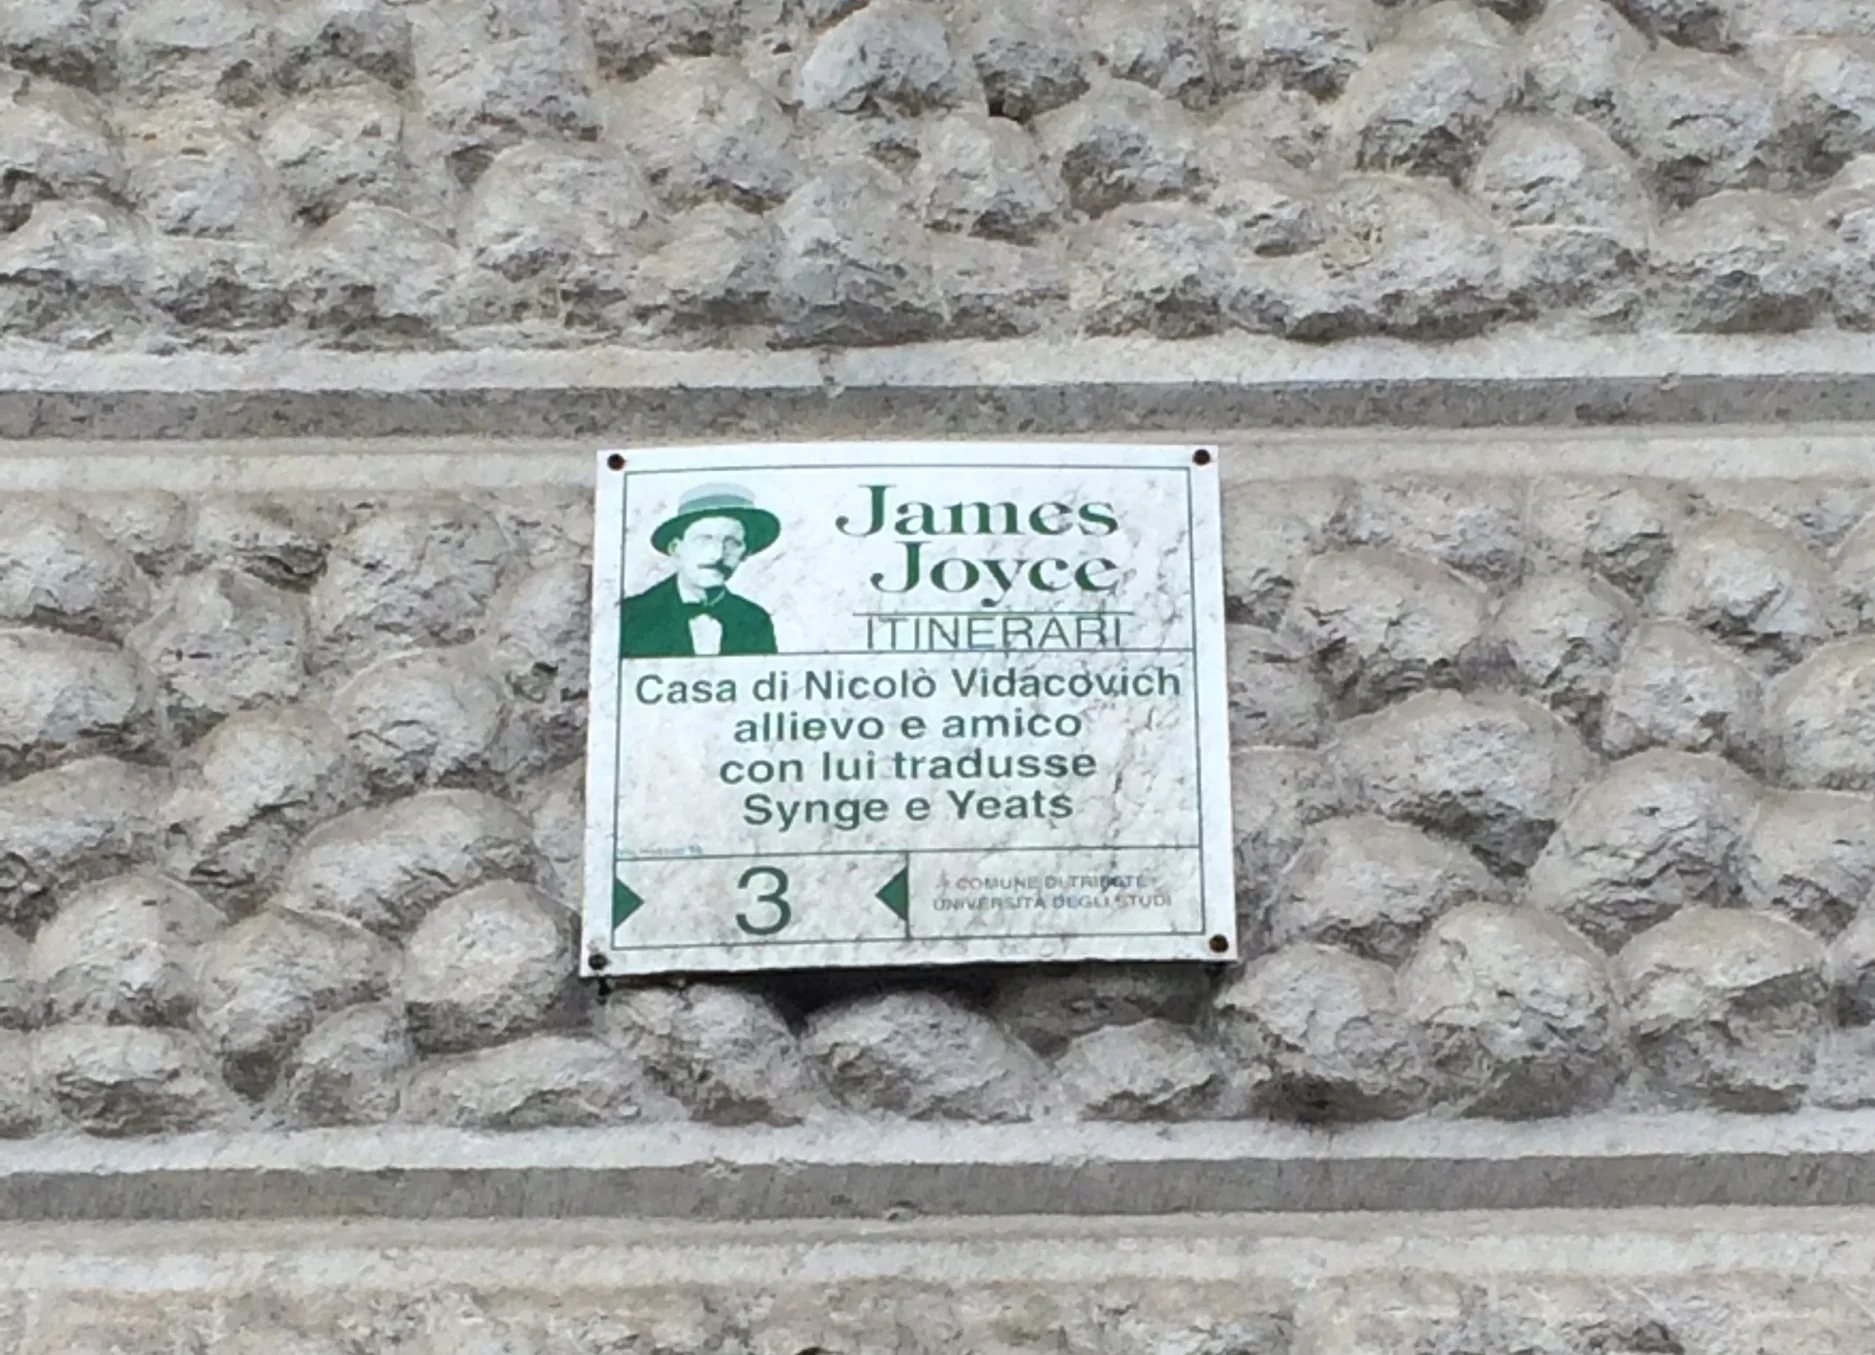 James
Joyce
ITINERARI
Casa di Nicolò Vidacovich
allievo e amico
con lui tradusse
Synge e Yeats
3
COMUNE DI TRIESTE
UNIVERSITÀ DEGLI STUDI